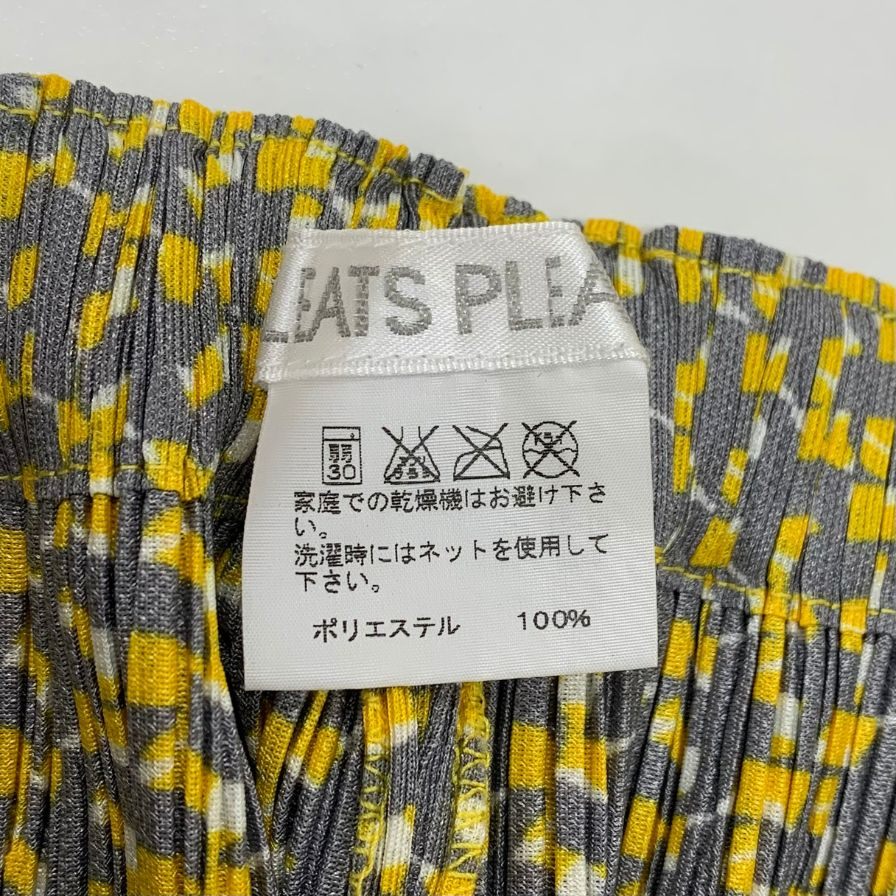 LEATS PLEA
弱
30
家庭での乾燥機はお避け下さ
い。
洗濯時にはネットを使用して
下さい。
ポリエステル 100%